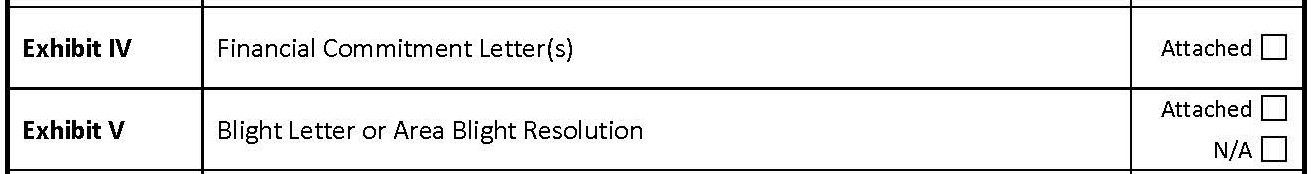 Exhibit IV Financial Commitment Letter(s) Attached ☐
Exhibit V Blight Letter or Area Blight Resolution Attached ☐
N/A ☐